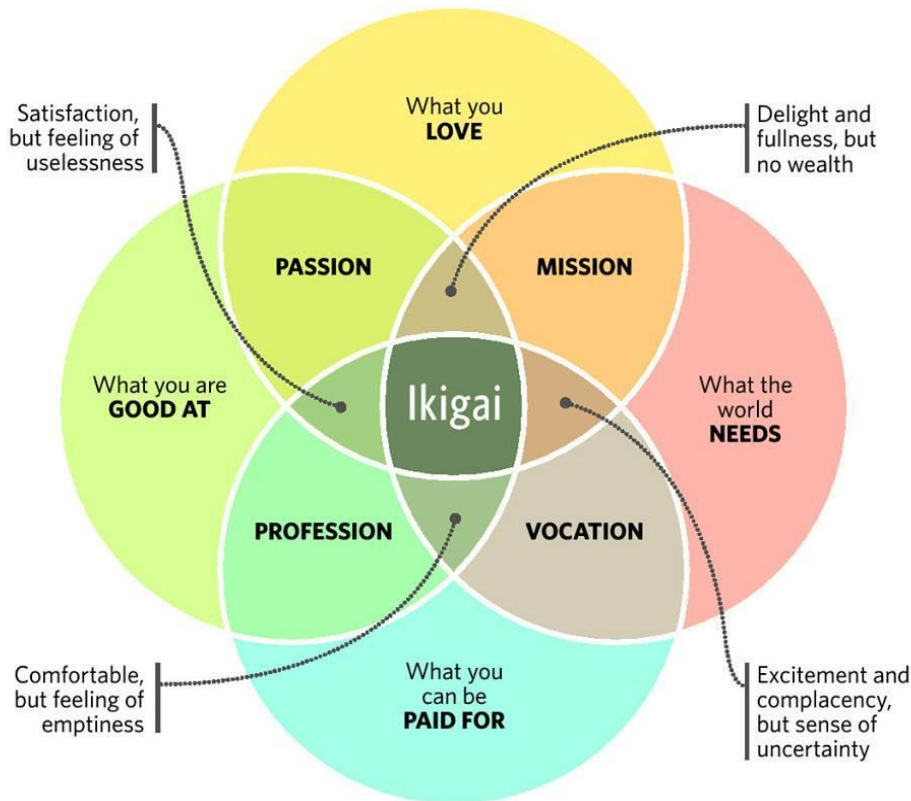 What you
LOVE
Satisfaction,
but feeling of
uselessness
Delight and
fullness, but
no wealth
PASSION
MISSION
What you are
GOOD AT
Ikigai
What the
world
NEEDS
PROFESSION
VOCATION
Comfortable,
but feeling of
emptiness
What you
can be
PAID FOR
Excitement and
complacency,
but sense of
uncertainty